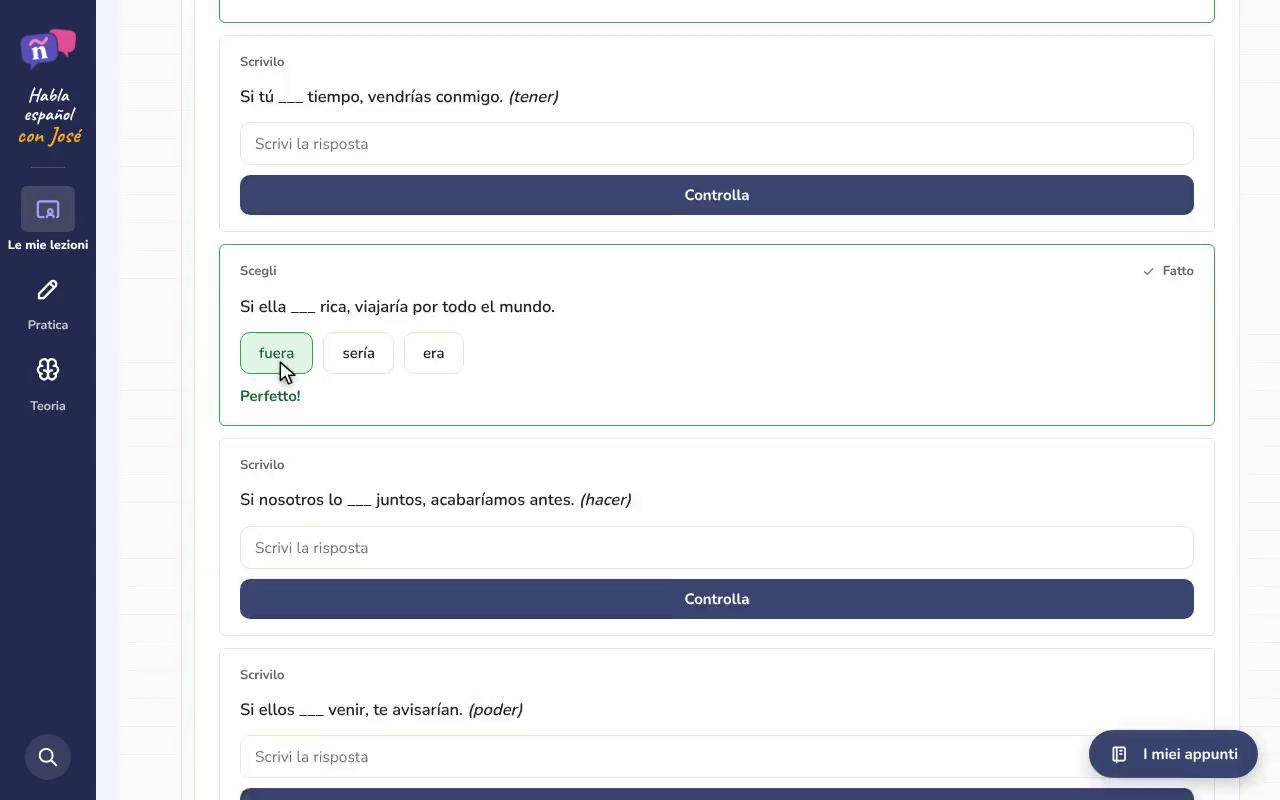 ñ
Habla
español
con José
Le mie lezioni
Pratica
Teoria
Scrivilo
Si tú ___ tiempo, vendrías conmigo. (tener)
Scrivi la risposta
Controlla
Scegli
Fatto
Si ella ___ rica, viajaría por todo el mundo.
fuera sería era
Perfetto!
Scrivilo
Si nosotros lo ___ juntos, acabaríamos antes. (hacer)
Scrivi la risposta
Controlla
Scrivilo
Si ellos ___ venir, te avisarían. (poder)
Scrivi la risposta
I miei appunti